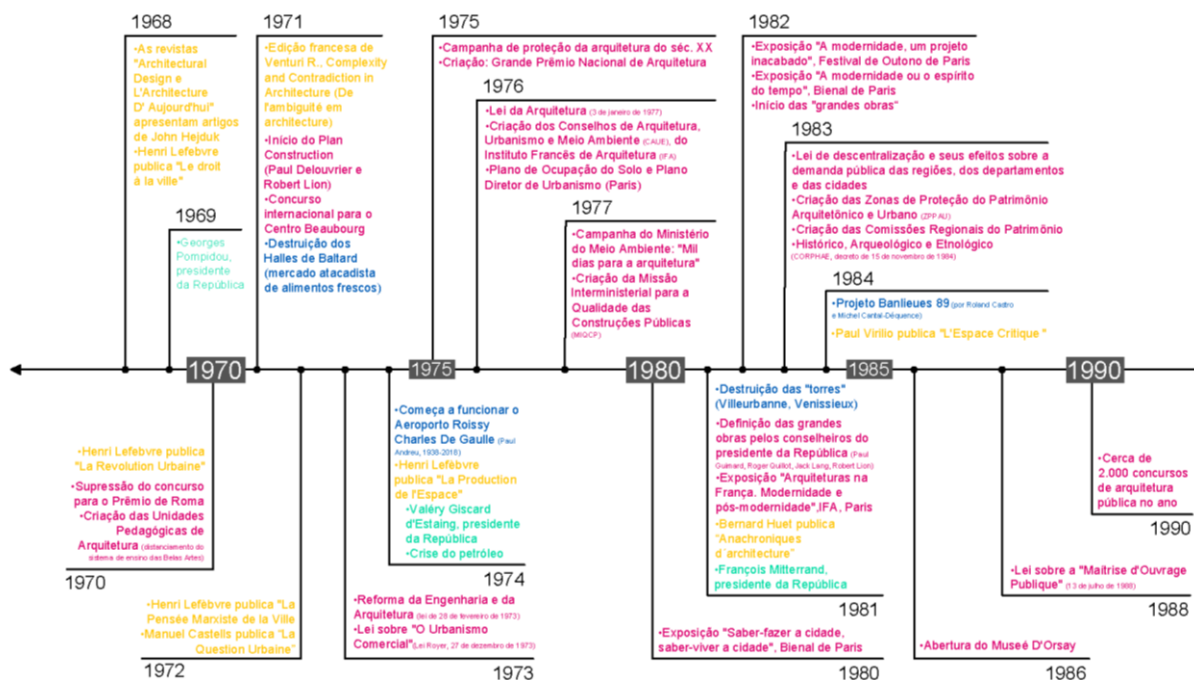 1968
•As revistas
"Architectural
Design e
L'Architecture
D' Aujourd'hui"
apresentam artigos
de John Hejduk
•Henri Lefebvre
publica "Le droit
à la ville"
1969
•Georges
Pompidou,
presidente
da República
1971
•Edição francesa de
Venturi R., Complexity
and Contradiction in
Architecture (De
l'ambiguité em
architecture)
•Início do Plan
Construction
(Paul Delouvrier e
Robert Lion)
•Concurso
internacional para o
Centro Beaubourg
•Destruição dos
Halles de Baltard
(mercado atacadista
de alimentos frescos)
1975
•Campanha de proteção da arquitetura do séc. XX
•Criação: Grande Prêmio Nacional de Arquitetura
1976
•Lei da Arquitetura (3 de janeiro de 1977)
•Criação dos Conselhos de Arquitetura,
Urbanismo e Meio Ambiente (CAUE), do
Instituto Francês de Arquitetura (IFA)
•Plano de Ocupação do Solo e Plano
Diretor de Urbanismo (Paris)
1977
•Campanha do Ministério
do Meio Ambiente: "Mil
dias para a arquitetura"
•Criação da Missão
Interministerial para a
Qualidade das
Construções Públicas
(MIQCP)
1982
•Exposição "A modernidade, um projeto
inacabado", Festival de Outono de Paris
•Exposição "A modernidade ou o espírito
do tempo", Bienal de Paris
•Início das "grandes obras"
1983
•Lei de descentralização e seus efeitos sobre a
demanda pública das regiões, dos departamentos
e das cidades
•Criação das Zonas de Proteção do Patrimônio
Arquitetônico e Urbano (ZPPAU)
•Criação das Comissões Regionais do Patrimônio
•Histórico, Arqueológico e Etnológico
(CORPHAE, decreto de 15 de novembro de 1984)
1984
•Projeto Banlieues 89 (por Roland Castro
e Michel Cantal-Déquence)
•Paul Virilio publica "L'Espace Critique "
1970
1975
1980
1985
1990
•Henri Lefebvre publica
"La Revolution Urbaine"
•Supressão do concurso
para o Prêmio de Roma
•Criação das Unidades
Pedagógicas de
Arquitetura (distanciamento do
sistema de ensino das Belas Artes)
1970
•Henri Lefébvre publica "La
Pensée Marxiste de la Ville
•Manuel Castells publica "La
Question Urbaine"
1972
•Reforma da Engenharia e da
Arquitetura (lei de 28 de fevereiro de 1973)
•Lei sobre "O Urbanismo
Comercial"(Lei Royer, 27 de dezembro de 1973)
1973
•Começa a funcionar o
Aeroporto Roissy
Charles De Gaulle (Paul
Andreu, 1938-2018)
•Henri Lefèbvre
publica "La Production
de l'Espace"
•Valéry Giscard
d'Estaing, presidente
da República
•Crise do petróleo
1974
•Exposição "Saber-fazer a cidade,
saber-viver a cidade", Bienal de Paris
1980
•Destruição das "torres"
(Villeurbanne, Venissieux)
•Definição das grandes
obras pelos conselheiros do
presidente da República (Paul
Guimard, Roger Quillot, Jack Lang, Robert Lion)
•Exposição "Arquiteturas na
França. Modernidade e
pós-modernidade",IFA, Paris
•Bernard Huet publica
"Anachroniques
d'architecture"
•François Mitterrand,
presidente da República
1981
•Abertura do Museé D'Orsay
1986
•Lei sobre a "Maitrise d'Ouvrage
Publique" (13 de julho de 1988)
1988
•Cerca de
2.000 concursos
de arquitetura
pública no ano
1990